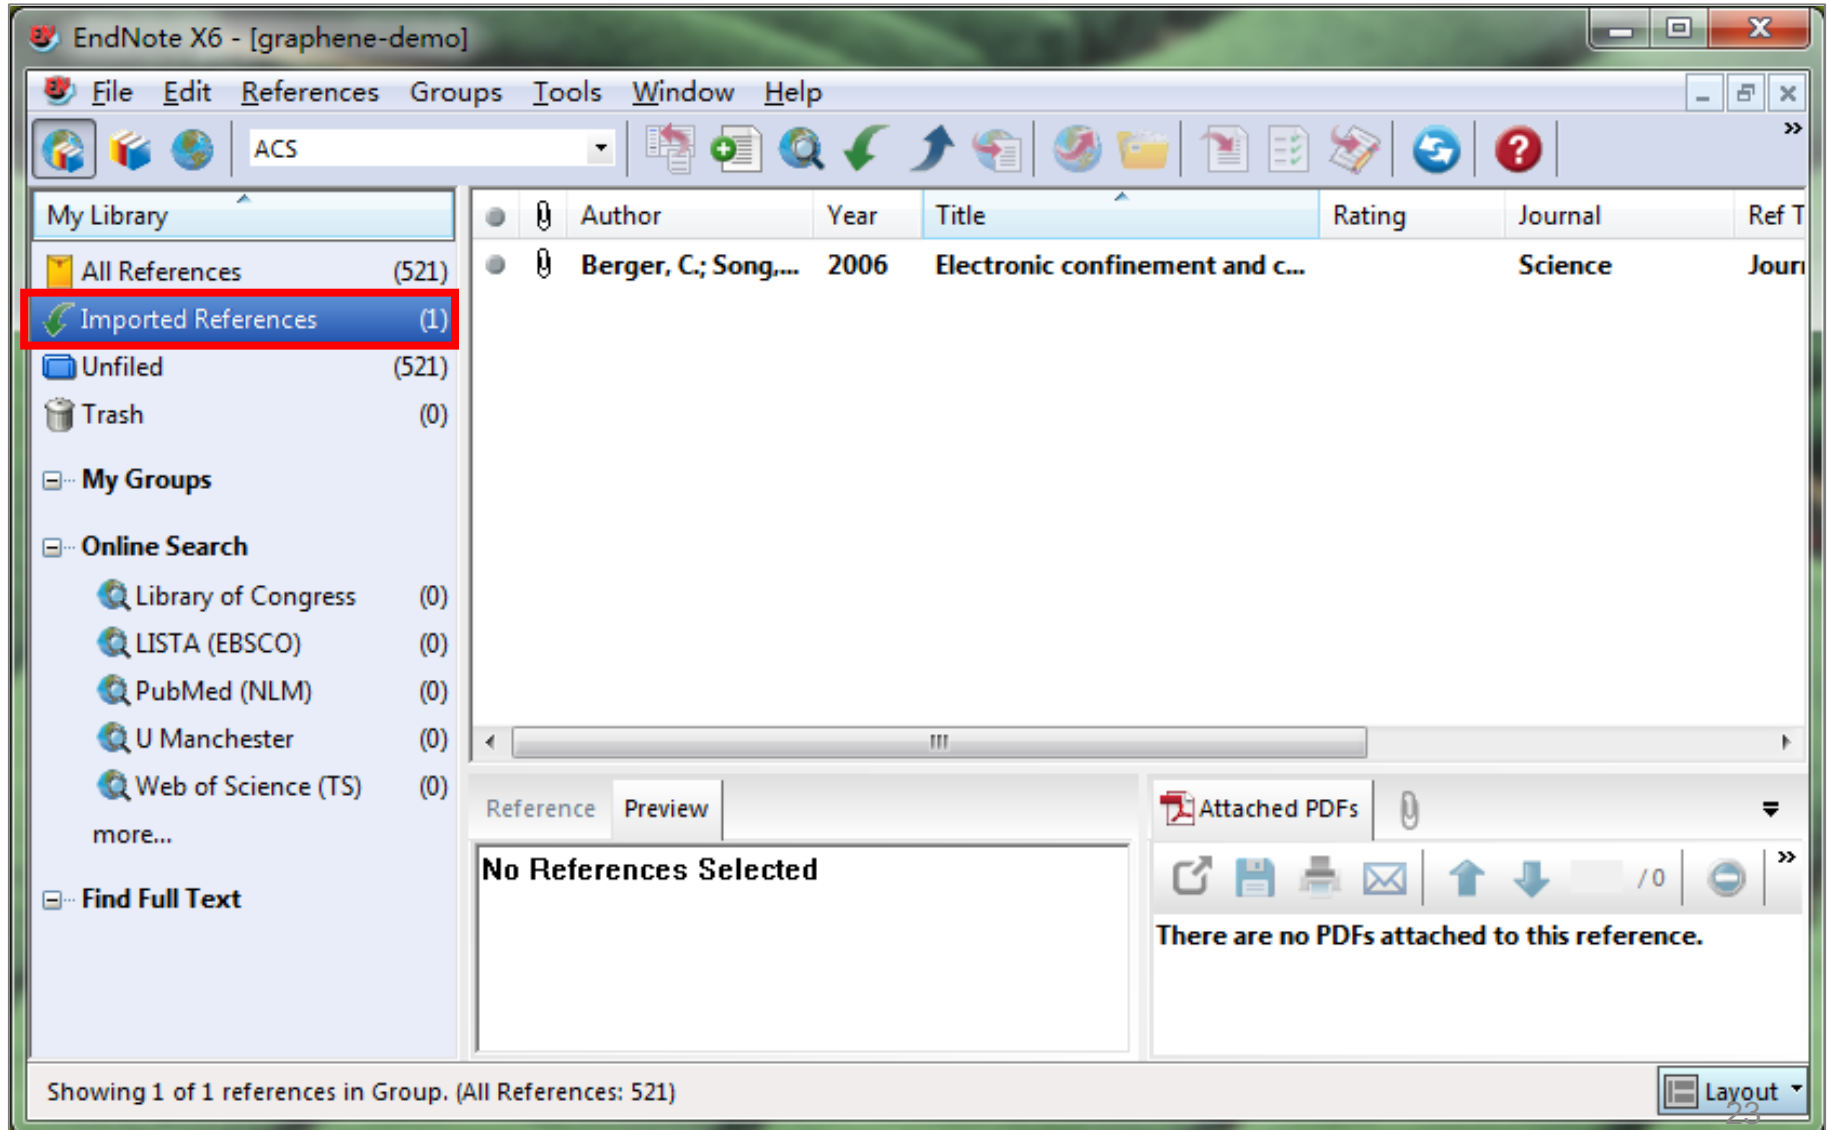 EndNote X6 - [graphene-demo]
File Edit References Groups Tools Window Help
ACS
My Library
Author Year Title Rating Journal Ref T
All References (521)
Berger, C.; Song,... 2006 Electronic confinement and c... Science Jour
Imported References (1)
Unfiled (521)
Trash (0)
My Groups
Online Search
Library of Congress (0)
LISTA (EBSCO) (0)
PubMed (NLM) (0)
U Manchester (0)
Web of Science (TS) (0)
more...
Find Full Text
Reference Preview
No References Selected
Attached PDFs
/ 0
There are no PDFs attached to this reference.
Showing 1 of 1 references in Group. (All References: 521)
Layout
23